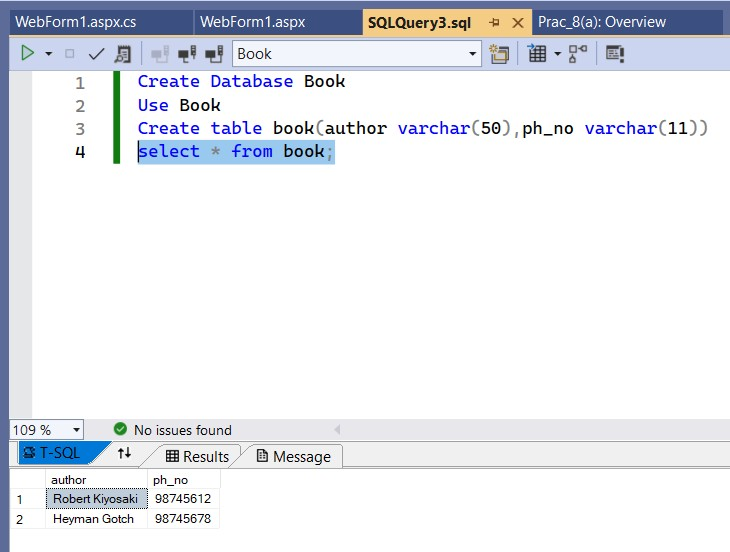 WebForm1.aspx.cs WebForm1.aspx SQLQuery3.sql Prac_8(a): Overview
Book
1 Create Database Book
2 Use Book
3 Create table book(author varchar(50),ph_no varchar(11))
4 select * from book;
109 % No issues found
T-SQL Results Message
author ph_no
1 Robert Kiyosaki 98745612
2 Heyman Gotch 98745678